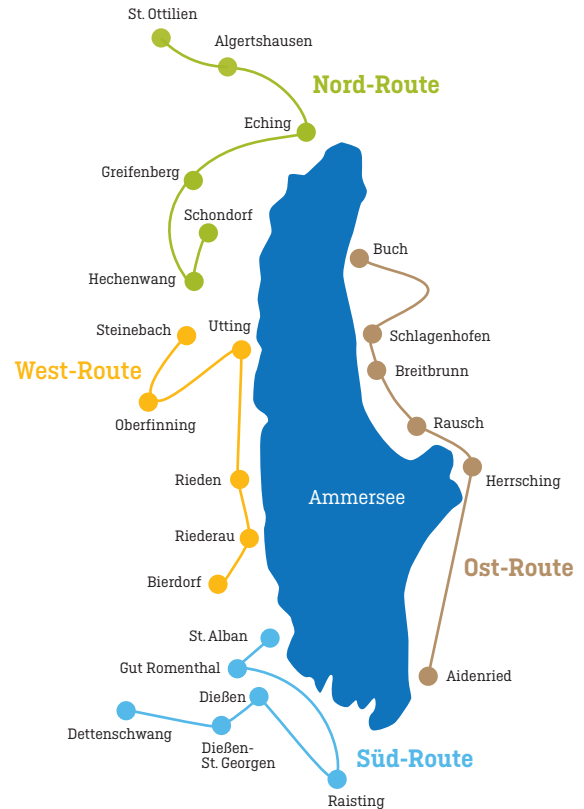 St. Ottilien
Algertshausen
Nord-Route
Eching
Greifenberg
Schondorf
Hechenwang
Buch
Steinebach
Utting
Schlagenhofen
West-Route
Breitbrunn
Oberfinning
Rausch
Rieden
Herrsching
Ammersee
Riederau
Ost-Route
Bierdorf
St. Alban
Gut Romenthal
Aidenried
Dießen
Dettenschwang
Dießen-
St. Georgen
Süd-Route
Raisting